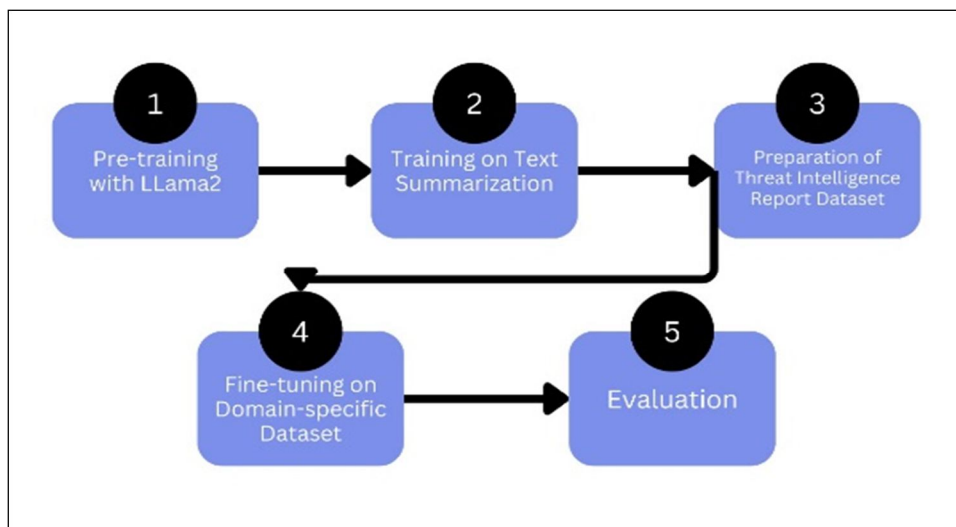 1
Pre-training
with LLama2
2
Training on Text
Summarization
3
Preparation of
Threat Intelligence
Report Dataset
4
Fine-tuning on
Domain-specific
Dataset
5
Evaluation